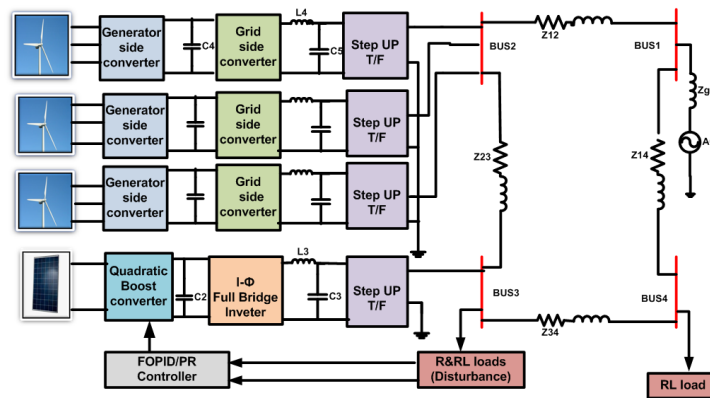 Generator
side
converter
C4
Grid
side
converter
L4
C5
Step UP
T/F
BUS2
Z12
BUS1
Zg
A
Generator
side
converter
Grid
side
converter
Step UP
T/F
Z23
Z14
Generator
side
converter
Grid
side
converter
Step UP
T/F
Quadratic
Boost
converter
C2
I-Φ
Full Bridge
Inveter
L3
C3
Step UP
T/F
BUS3
Z34
BUS4
FOPID/PR
Controller
R&RL loads
(Disturbance)
RL load